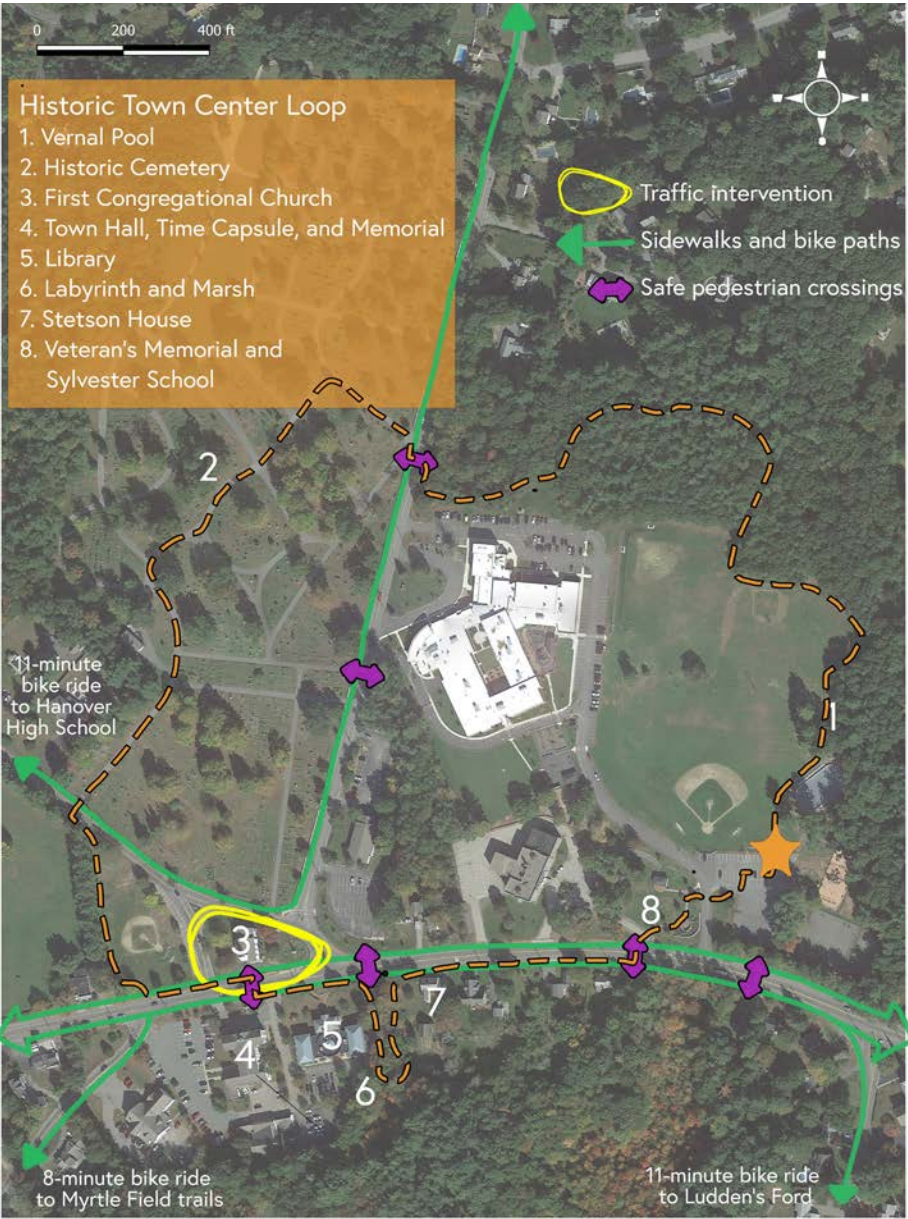 0 200 400 ft
Historic Town Center Loop
1. Vernal Pool
2. Historic Cemetery
3. First Congregational Church
4. Town Hall, Time Capsule, and Memorial
5. Library
6. Labyrinth and Marsh
7. Stetson House
8. Veteran's Memorial and
Sylvester School
Traffic intervention
Sidewalks and bike paths
Safe pedestrian crossings
2
11-minute
bike ride
to Hanover
High School
1
8
3
7
4
5
6
8-minute bike ride
to Myrtle Field trails
11-minute bike ride
to Ludden's Ford